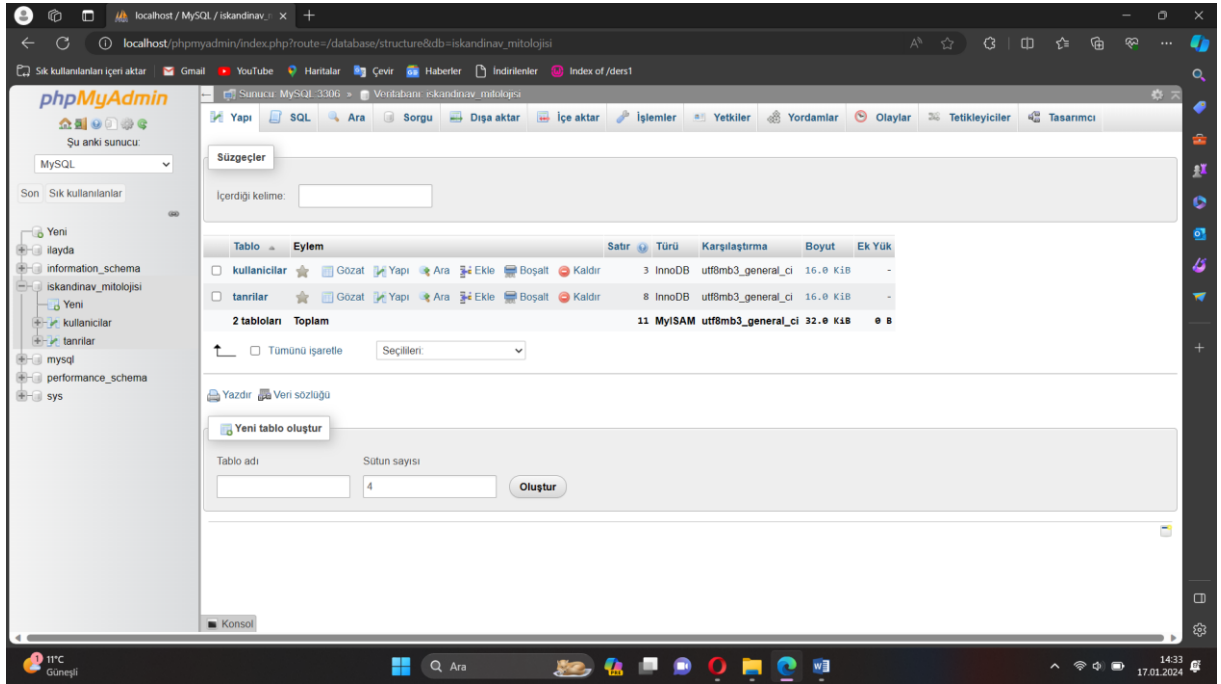 localhost / MySQL / iskandinav_
localhost/phpmyadmin/index.php?route=/database/structure&db=iskandinav_mitolojisi
Sık kullanılanları içeri aktar Gmail YouTube Haritalar Çevir Haberler İndirilenler Index of /ders1
phpMyAdmin
Şu anki sunucu:
MySQL
Son Sık kullanılanlar
Yeni
ilayda
information_schema
iskandinav_mitolojisi
Yeni
kullanicilar
tanrilar
mysql
performance_schema
sys
Sunucu: MySQL:3306 » Veritabanı: iskandinav_mitolojisi
Yapı SQL Ara Sorgu Dışa aktar İçe aktar İşlemler Yetkiler Yordamlar Olaylar Tetikleyiciler Tasarımcı
Süzgeçler
İçerdiği kelime:
Tablo Eylem Satır Türü Karşılaştırma Boyut Ek Yük
kullanicilar Gözat Yapı Ara Ekle Boşalt Kaldır 3 InnoDB utf8mb3_general_ci 16.0 KiB -
tanrilar Gözat Yapı Ara Ekle Boşalt Kaldır 8 InnoDB utf8mb3_general_ci 16.0 KiB -
2 tabloları Toplam 11 MyISAM utf8mb3_general_ci 32.0 KiB 0 B
Tümünü işaretle Seçilileri:
Yazdır Veri sözlüğü
Yeni tablo oluştur
Tablo adı Sütun sayısı
4 Oluştur
Konsol
1 11°C
Güneşli
Ara
14:33
17.01.2024